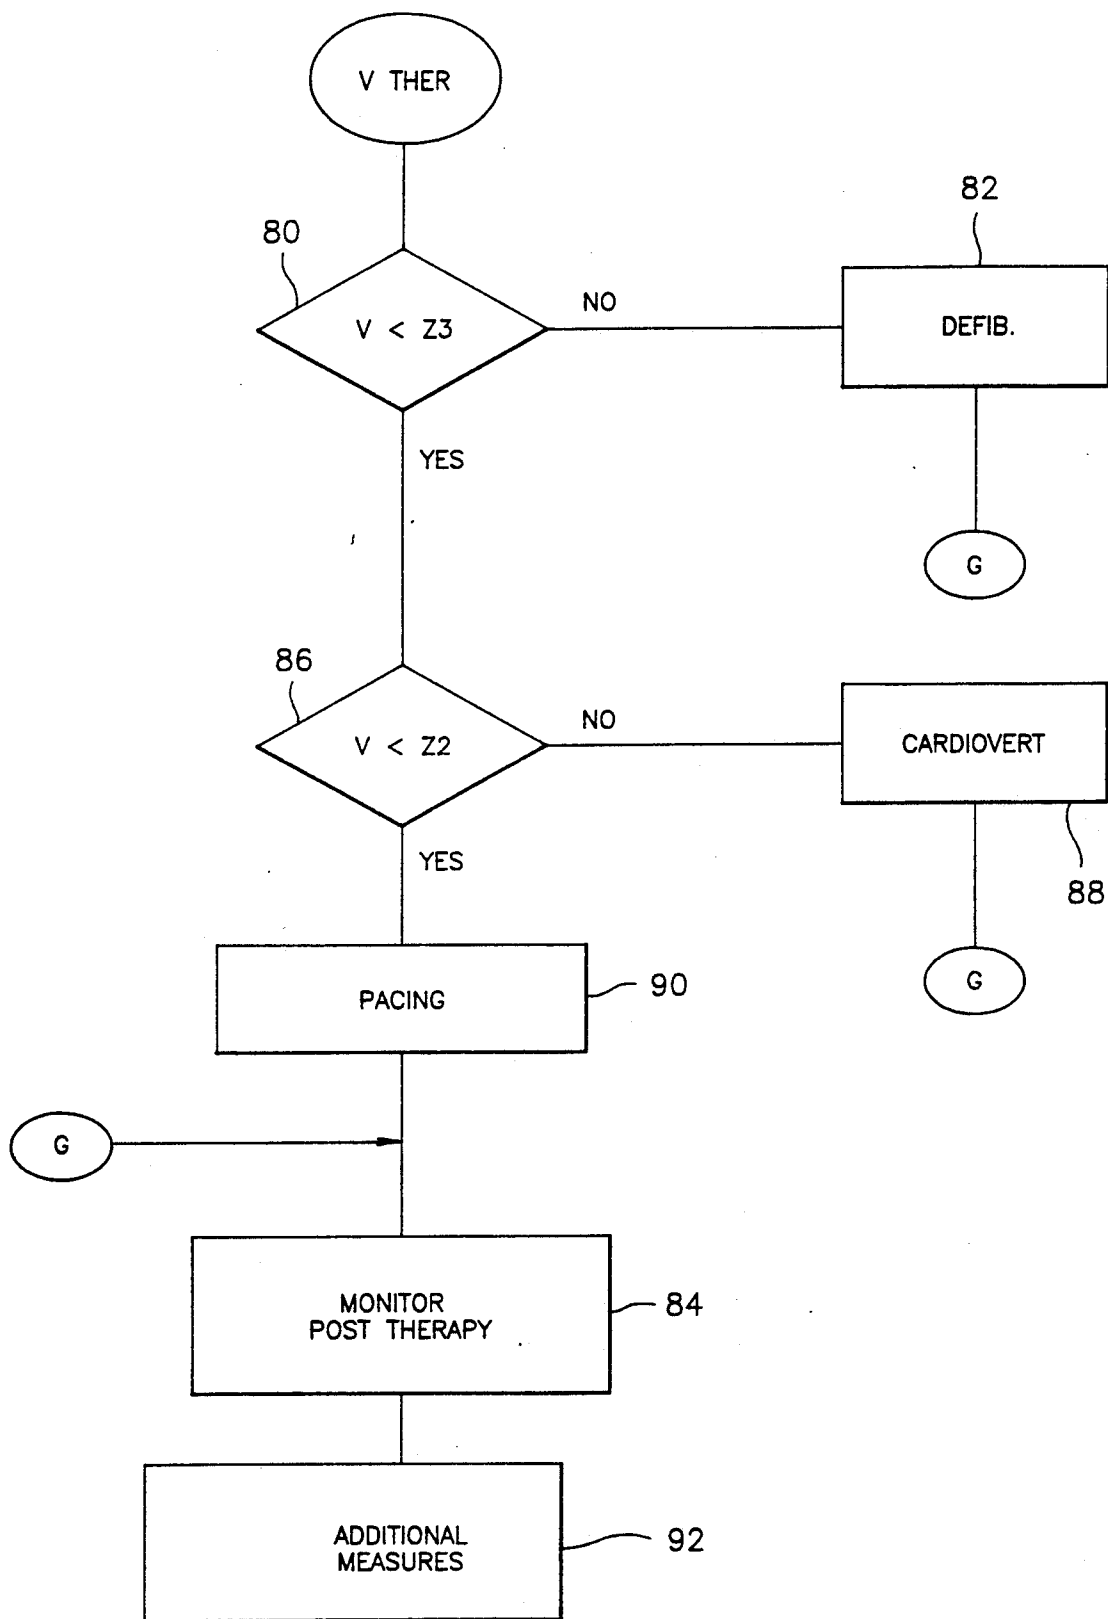 V THER
80
V < Z3
NO
82
DEFIB.
YES
G
86
V < Z2
NO
CARDIOVERT
88
YES
G
PACING
90
G
MONITOR
POST THERAPY
84
ADDITIONAL
MEASURES
92